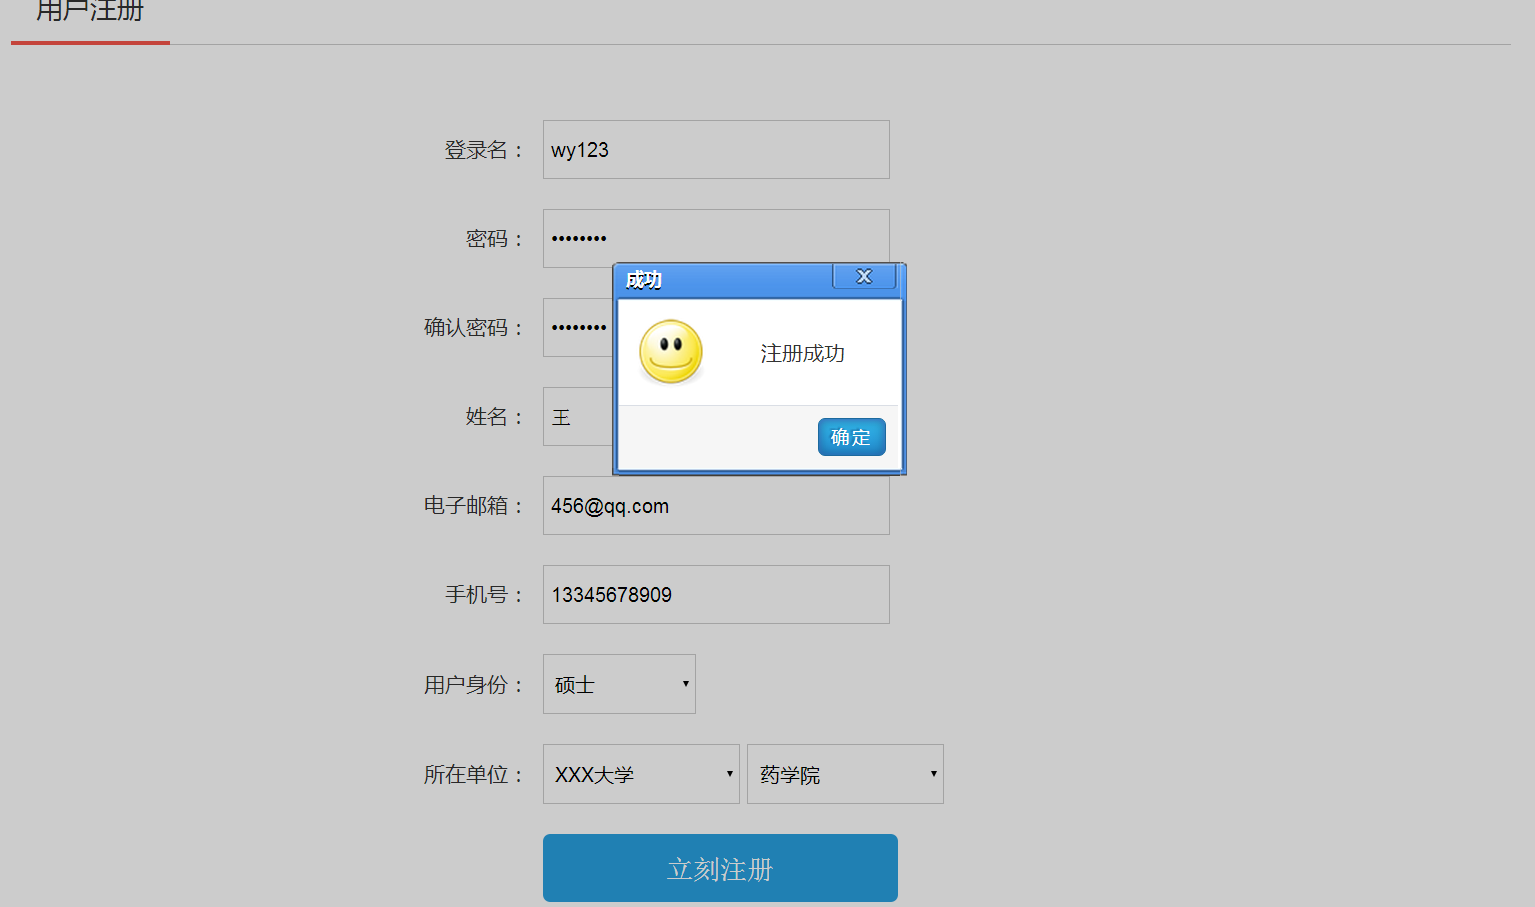 用户注册
登录名： wy123
密码： ••••••••
成功 X
确认密码： ••••••••
注册成功
姓名： 王
确定
电子邮箱： 456@qq.com
手机号： 13345678909
用户身份： 硕士
所在单位： XXX大学 药学院
立刻注册